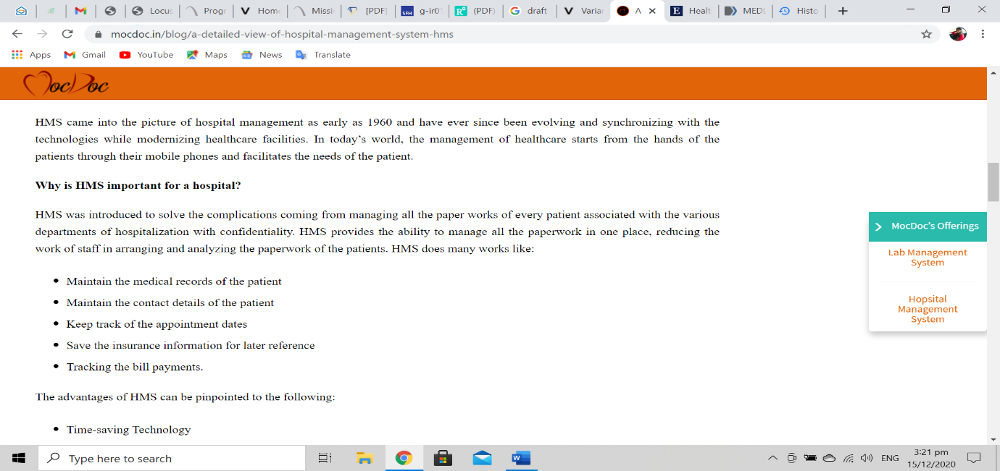 Locus
Progr
Home
Missi
[PDF]
SFH g-ir01
R (PDF)
G draft
Varian
A
E Healt
MEDI
Histo
mocdoc.in/blog/a-detailed-view-of-hospital-management-system-hms
Apps Gmail YouTube Maps News Translate
MocDoc
HMS came into the picture of hospital management as early as 1960 and have ever since been evolving and synchronizing with the
technologies while modernizing healthcare facilities. In today's world, the management of healthcare starts from the hands of the
patients through their mobile phones and facilitates the needs of the patient.
Why is HMS important for a hospital?
HMS was introduced to solve the complications coming from managing all the paper works of every patient associated with the various
departments of hospitalization with confidentiality. HMS provides the ability to manage all the paperwork in one place, reducing the
work of staff in arranging and analyzing the paperwork of the patients. HMS does many works like:
• Maintain the medical records of the patient
• Maintain the contact details of the patient
• Keep track of the appointment dates
• Save the insurance information for later reference
• Tracking the bill payments.
The advantages of HMS can be pinpointed to the following:
• Time-saving Technology
MocDoc's Offerings
Lab Management
System
Hopsital
Management
System
Type here to search
ENG
3:21 pm
15/12/2020